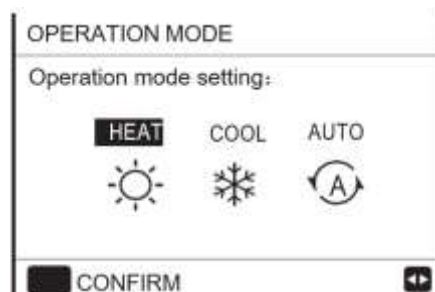 OPERATION MODE
Operation mode setting:
HEAT COOL AUTO
A
CONFIRM